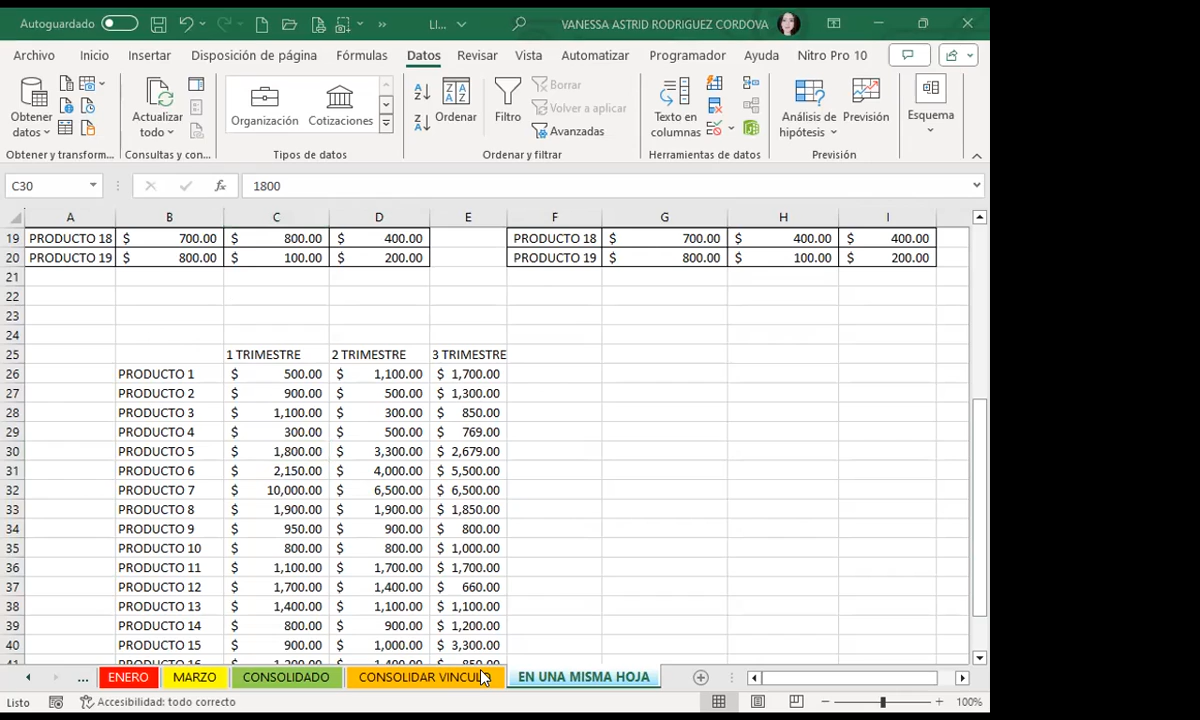 Autoguardado LI... VANESSA ASTRID RODRIGUEZ CORDOVA
Archivo Inicio Insertar Disposición de página Fórmulas Datos Revisar Vista Automatizar Programador Ayuda Nitro Pro 10
Obtener datos Actualizar todo Organización Cotizaciones Ordenar Filtro Borrar Volver a aplicar Avanzadas Texto en columnas Análisis de hipótesis Previsión Esquema
Obtener y transform... Consultas y con... Tipos de datos Ordenar y filtrar Herramientas de datos Previsión
C30 fx 1800
A B C D E F G H I
19 PRODUCTO 18 $ 700.00 $ 800.00 $ 400.00 PRODUCTO 18 $ 700.00 $ 400.00 $ 400.00
20 PRODUCTO 19 $ 800.00 $ 100.00 $ 200.00 PRODUCTO 19 $ 800.00 $ 100.00 $ 200.00
21
22
23
24
25 1 TRIMESTRE 2 TRIMESTRE 3 TRIMESTRE
26 PRODUCTO 1 $ 500.00 $ 1,100.00 $ 1,700.00
27 PRODUCTO 2 $ 900.00 $ 500.00 $ 1,300.00
28 PRODUCTO 3 $ 1,100.00 $ 300.00 $ 850.00
29 PRODUCTO 4 $ 300.00 $ 500.00 $ 769.00
30 PRODUCTO 5 $ 1,800.00 $ 3,300.00 $ 2,679.00
31 PRODUCTO 6 $ 2,150.00 $ 4,000.00 $ 5,500.00
32 PRODUCTO 7 $ 10,000.00 $ 6,500.00 $ 6,500.00
33 PRODUCTO 8 $ 1,900.00 $ 1,900.00 $ 1,850.00
34 PRODUCTO 9 $ 950.00 $ 900.00 $ 800.00
35 PRODUCTO 10 $ 800.00 $ 800.00 $ 1,000.00
36 PRODUCTO 11 $ 1,100.00 $ 1,700.00 $ 1,700.00
37 PRODUCTO 12 $ 1,700.00 $ 1,400.00 $ 660.00
38 PRODUCTO 13 $ 1,400.00 $ 1,100.00 $ 1,100.00
39 PRODUCTO 14 $ 800.00 $ 900.00 $ 1,200.00
40 PRODUCTO 15 $ 900.00 $ 1,000.00 $ 3,300.00
... ENERO MARZO CONSOLIDADO CONSOLIDAR EN UNA MISMA HOJA
Listo Accesibilidad: todo correcto 100%